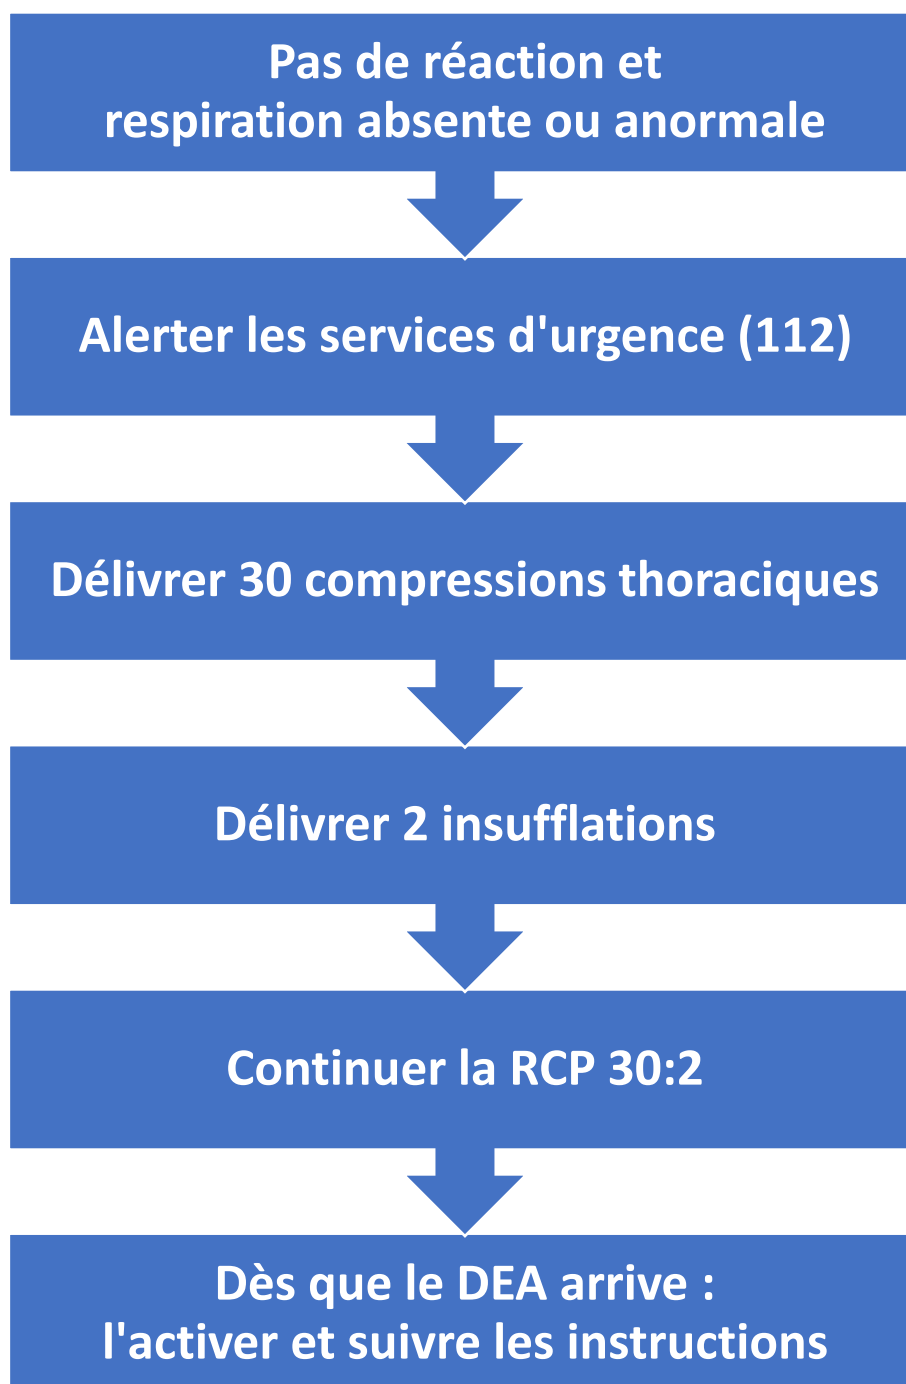 Pas de réaction et
respiration absente ou anormale
Alerter les services d'urgence (112)
Délivrer 30 compressions thoraciques
Délivrer 2 insufflations
Continuer la RCP 30:2
Dès que le DEA arrive :
l'activer et suivre les instructions